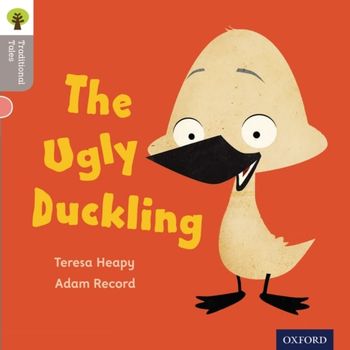 Traditional
Tales
The
Ugly
Duckling
Teresa Heapy
Adam Record
OXFORD